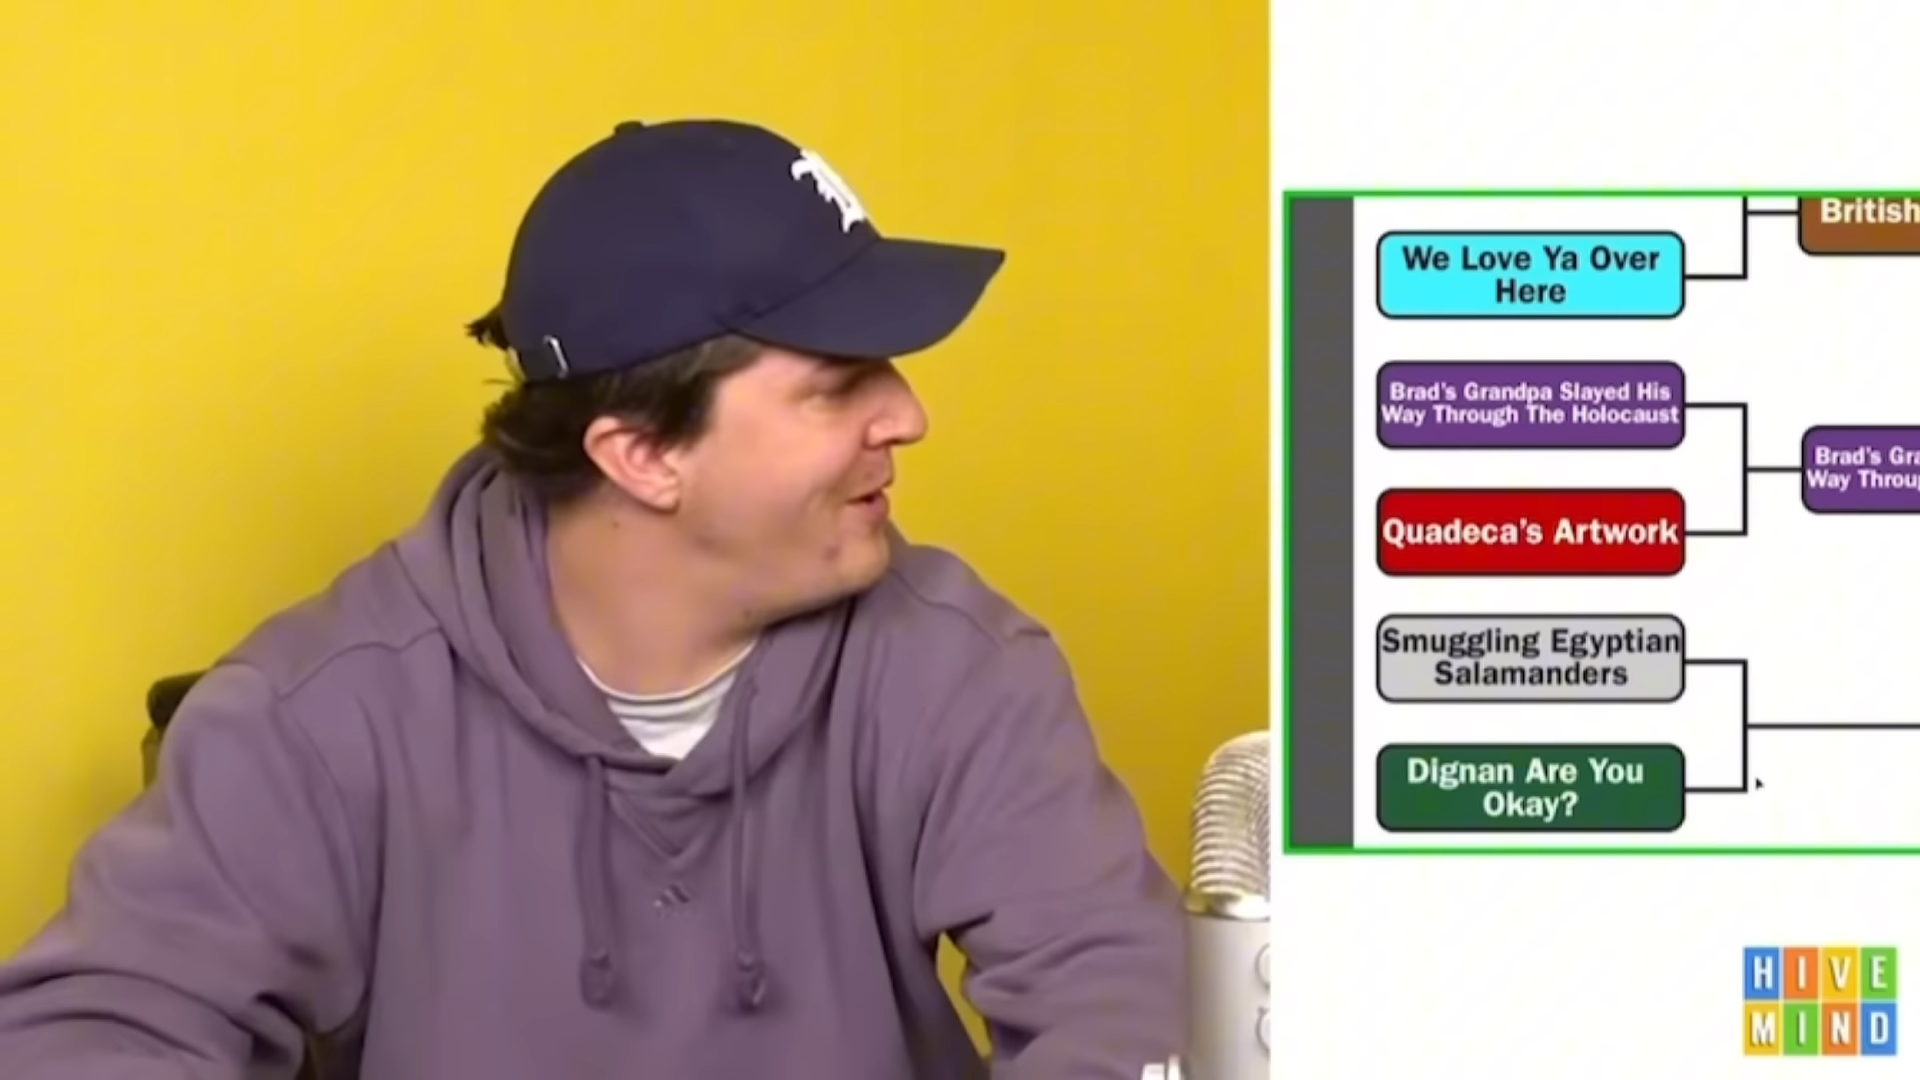 British
We Love Ya Over
Here
Brad's Grandpa Slayed His
Way Through The Holocaust
Brad's Gra
Way Throug
Quadeca's Artwork
Smuggling Egyptian
Salamanders
Dignan Are You
Okay?
HIVE
MIND